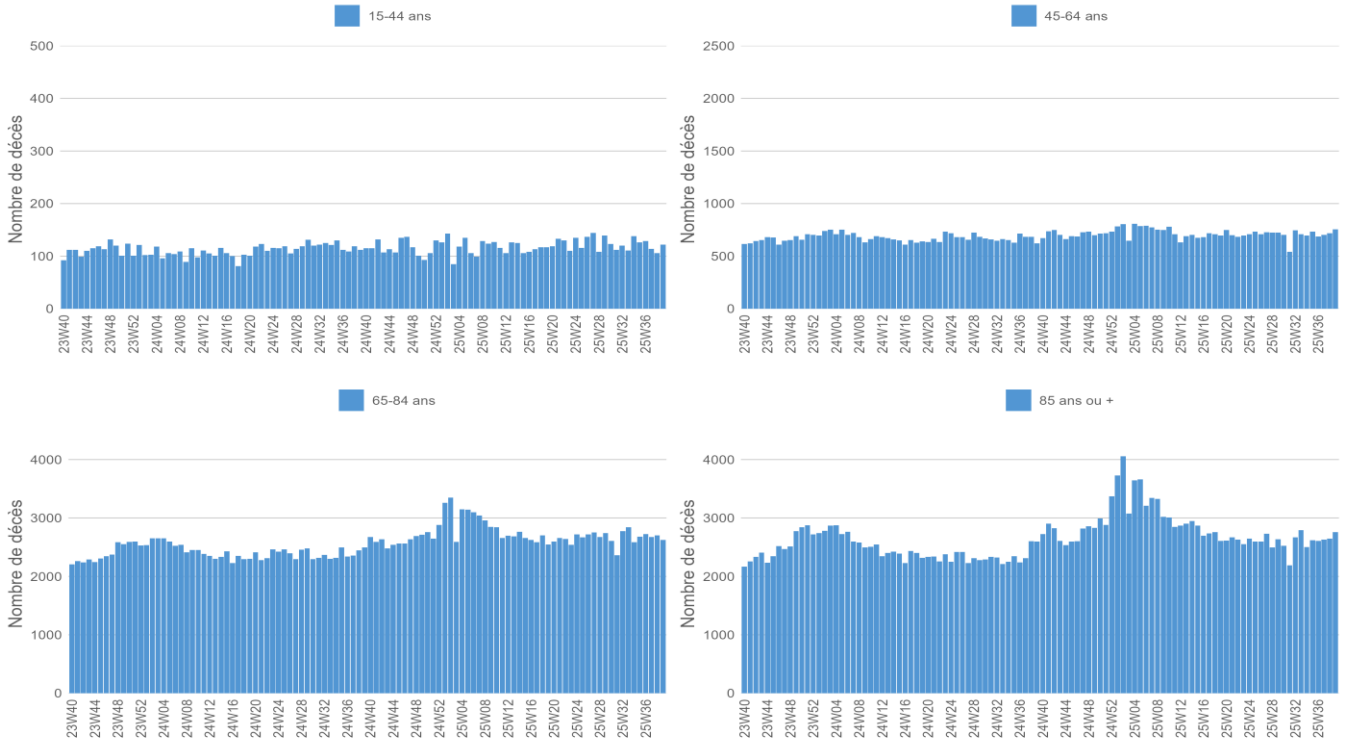 15-44 ans
500
400
300
200
100
0
Nombre de décès
23W40 23W44 23W48 23W52 24W04 24W08 24W12 24W16 24W20 24W24 24W28 24W32 24W36 24W40 24W44 24W48 24W52 25W04 25W08 25W12 25W16 25W20 25W24 25W28 25W32 25W36
45-64 ans
2500
2000
1500
1000
500
0
Nombre de décès
23W40 23W44 23W48 23W52 24W04 24W08 24W12 24W16 24W20 24W24 24W28 24W32 24W36 24W40 24W44 24W48 24W52 25W04 25W08 25W12 25W16 25W20 25W24 25W28 25W32 25W36
65-84 ans
4000
3000
2000
1000
0
Nombre de décès
23W40 23W44 23W48 23W52 24W04 24W08 24W12 24W16 24W20 24W24 24W28 24W32 24W36 24W40 24W44 24W48 24W52 25W04 25W08 25W12 25W16 25W20 25W24 25W28 25W32 25W36
85 ans ou +
4000
3000
2000
1000
0
Nombre de décès
23W40 23W44 23W48 23W52 24W04 24W08 24W12 24W16 24W20 24W24 24W28 24W32 24W36 24W40 24W44 24W48 24W52 25W04 25W08 25W12 25W16 25W20 25W24 25W28 25W32 25W36